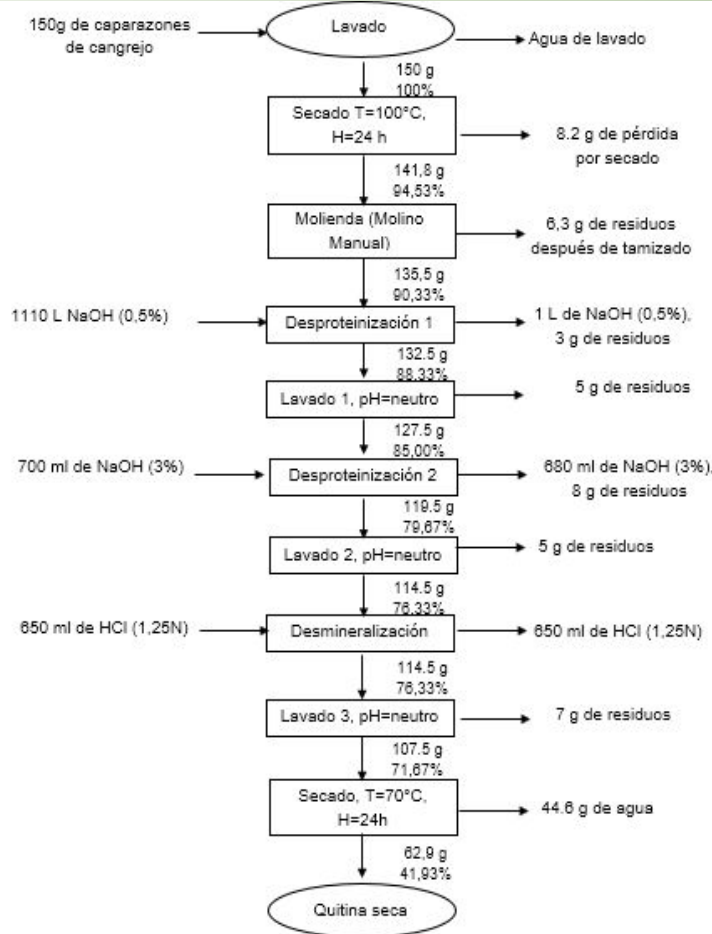 150g de caparazones
de cangrejo
Lavado
Agua de lavado
150 g
100%
Secado T=100°C,
H=24 h
8.2 g de pérdida
por secado
141,8 g
94,53%
Molienda (Molino
Manual)
6,3 g de residuos
después de tamizado
135,5 g
90,33%
1110 L NaOH (0,5%)
Desproteinización 1
1 L de NaOH (0,5%),
3 g de residuos
132.5 g
88,33%
Lavado 1, pH=neutro
5 g de residuos
127.5 g
85,00%
700 ml de NaOH (3%)
Desproteinización 2
680 ml de NaOH (3%),
8 g de residuos
119.5 g
79,67%
Lavado 2, pH=neutro
5 g de residuos
114.5 g
76,33%
650 ml de HCl (1,25N)
Desmineralización
650 ml de HCl (1,25N)
114.5 g
76,33%
Lavado 3, pH=neutro
7 g de residuos
107.5 g
71,67%
Secado, T=70°C,
H=24h
44.6 g de agua
62,9 g
41,93%
Quitina seca